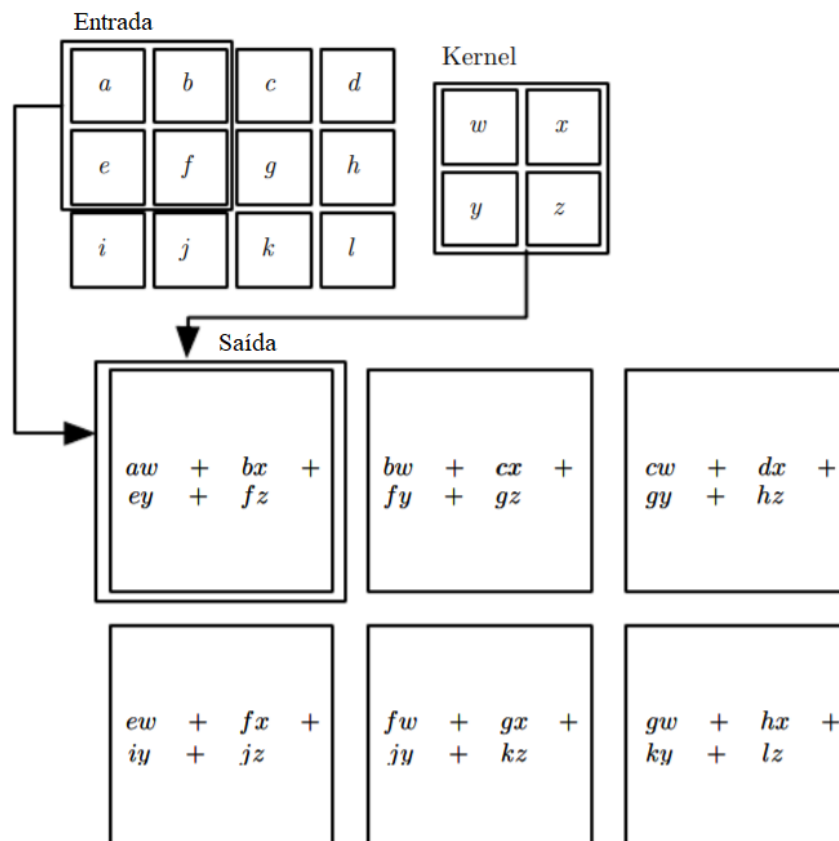 Entrada
Kernel
a b c d
w x
e f g h
y z
i j k l
Saída
aw + bx +
ey + fz
bw + cx +
fy + gz
cw + dx +
gy + hz
ew + fx +
iy + jz
fw + gx +
jy + kz
gw + hx +
ky + lz